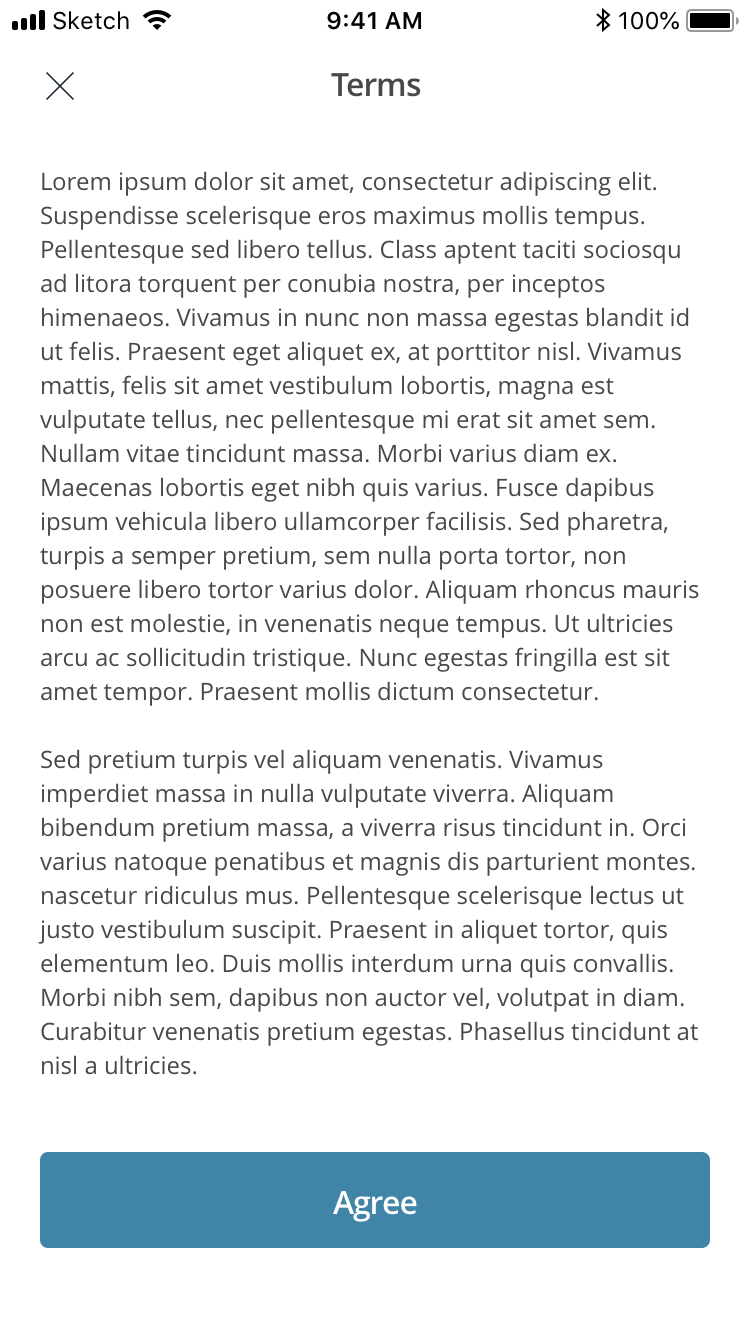 Sketch 9:41 AM 100%
Terms
Lorem ipsum dolor sit amet, consectetur adipiscing elit.
Suspendisse scelerisque eros maximus mollis tempus.
Pellentesque sed libero tellus. Class aptent taciti sociosqu
ad litora torquent per conubia nostra, per inceptos
himenaeos. Vivamus in nunc non massa egestas blandit id
ut felis. Praesent eget aliquet ex, at porttitor nisl. Vivamus
mattis, felis sit amet vestibulum lobortis, magna est
vulputate tellus, nec pellentesque mi erat sit amet sem.
Nullam vitae tincidunt massa. Morbi varius diam ex.
Maecenas lobortis eget nibh quis varius. Fusce dapibus
ipsum vehicula libero ullamcorper facilisis. Sed pharetra,
turpis a semper pretium, sem nulla porta tortor, non
posuere libero tortor varius dolor. Aliquam rhoncus mauris
non est molestie, in venenatis neque tempus. Ut ultricies
arcu ac sollicitudin tristique. Nunc egestas fringilla est sit
amet tempor. Praesent mollis dictum consectetur.
Sed pretium turpis vel aliquam venenatis. Vivamus
imperdiet massa in nulla vulputate viverra. Aliquam
bibendum pretium massa, a viverra risus tincidunt in. Orci
varius natoque penatibus et magnis dis parturient montes.
nascetur ridiculus mus. Pellentesque scelerisque lectus ut
justo vestibulum suscipit. Praesent in aliquet tortor, quis
elementum leo. Duis mollis interdum urna quis convallis.
Morbi nibh sem, dapibus non auctor vel, volutpat in diam.
Curabitur venenatis pretium egestas. Phasellus tincidunt at
nisl a ultricies.
Agree